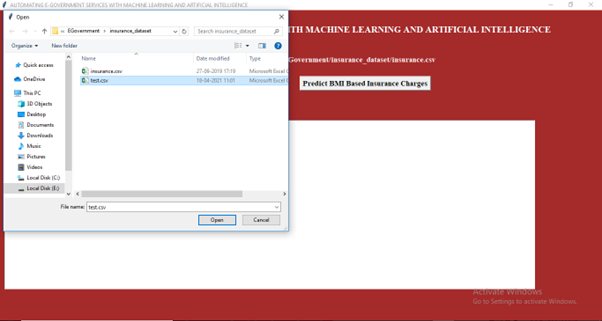 AUTOMATING E-GOVERNMENT SERVICES WITH MACHINE LEARNING AND ARTIFICIAL INTELLIGENCE
Open
EGovernment › insurance_dataset
Search insurance_dataset
ITH MACHINE LEARNING AND ARTIFICIAL INTELLIGENCE
Organize
New folder
Name
Date modified
Type
Quick access
insurance.csv
27-09-2019 17:19
Microsoft Excel C
Government/insurance_dataset/insurance.csv
OneDrive
test.csv
10-04-2021 11:01
Microsoft Excel C
Predict BMI Based Insurance Charges
This PC
3D Objects
Desktop
Documents
Downloads
Music
Pictures
Videos
Local Disk (C:)
Local Disk (E:)
File name:
test.csv
Open
Cancel
Activate Windows
Go to Settings to activate Windows.